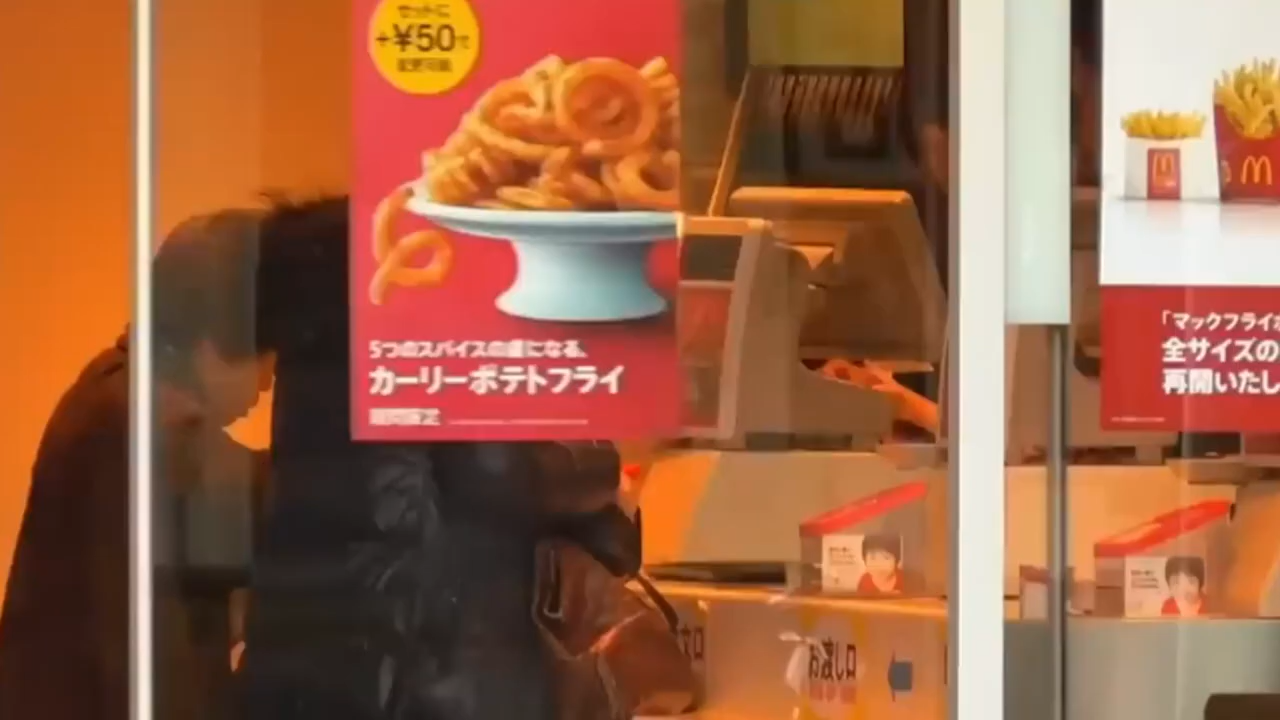 セットに
+¥50で
変更可能
5つのスパイスの虜になる、
カーリーポテトフライ
期間限定
「マックフライポ
全サイズの
再開いたし
文口
お渡し口